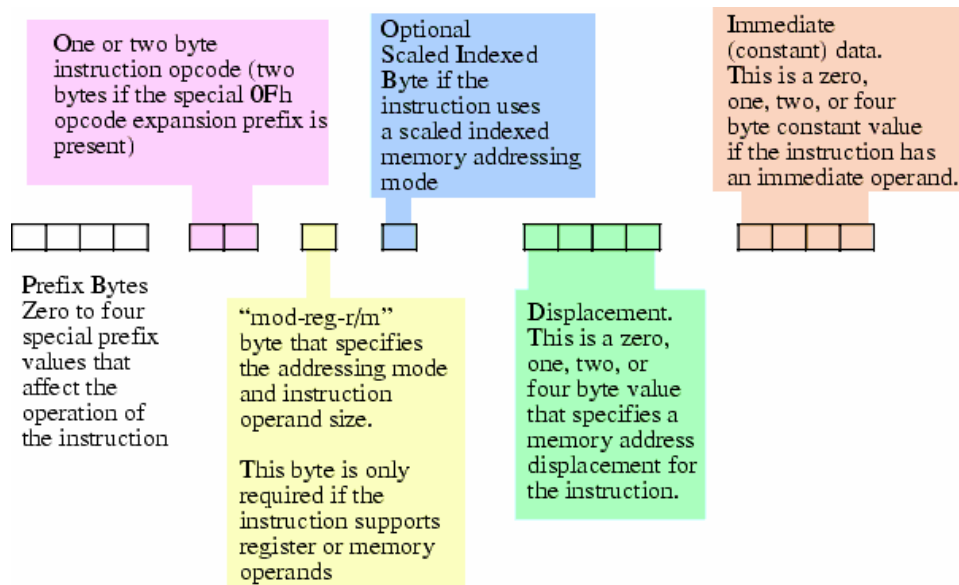 One or two byte
instruction opcode (two
bytes if the special 0Fh
opcode expansion prefix is
present)
Optional
Scaled Indexed
Byte if the
instruction uses
a scaled indexed
memory addressing
mode
Immediate
(constant) data.
This is a zero,
one, two, or four
byte constant value
if the instruction has
an immediate operand.
Prefix Bytes
Zero to four
special prefix
values that
affect the
operation of
the instruction
“mod-reg-r/m”
byte that specifies
the addressing mode
and instruction
operand size.
This byte is only
required if the
instruction supports
register or memory
operands
Displacement.
This is a zero,
one, two, or
four byte value
that specifies a
memory address
displacement for
the instruction.